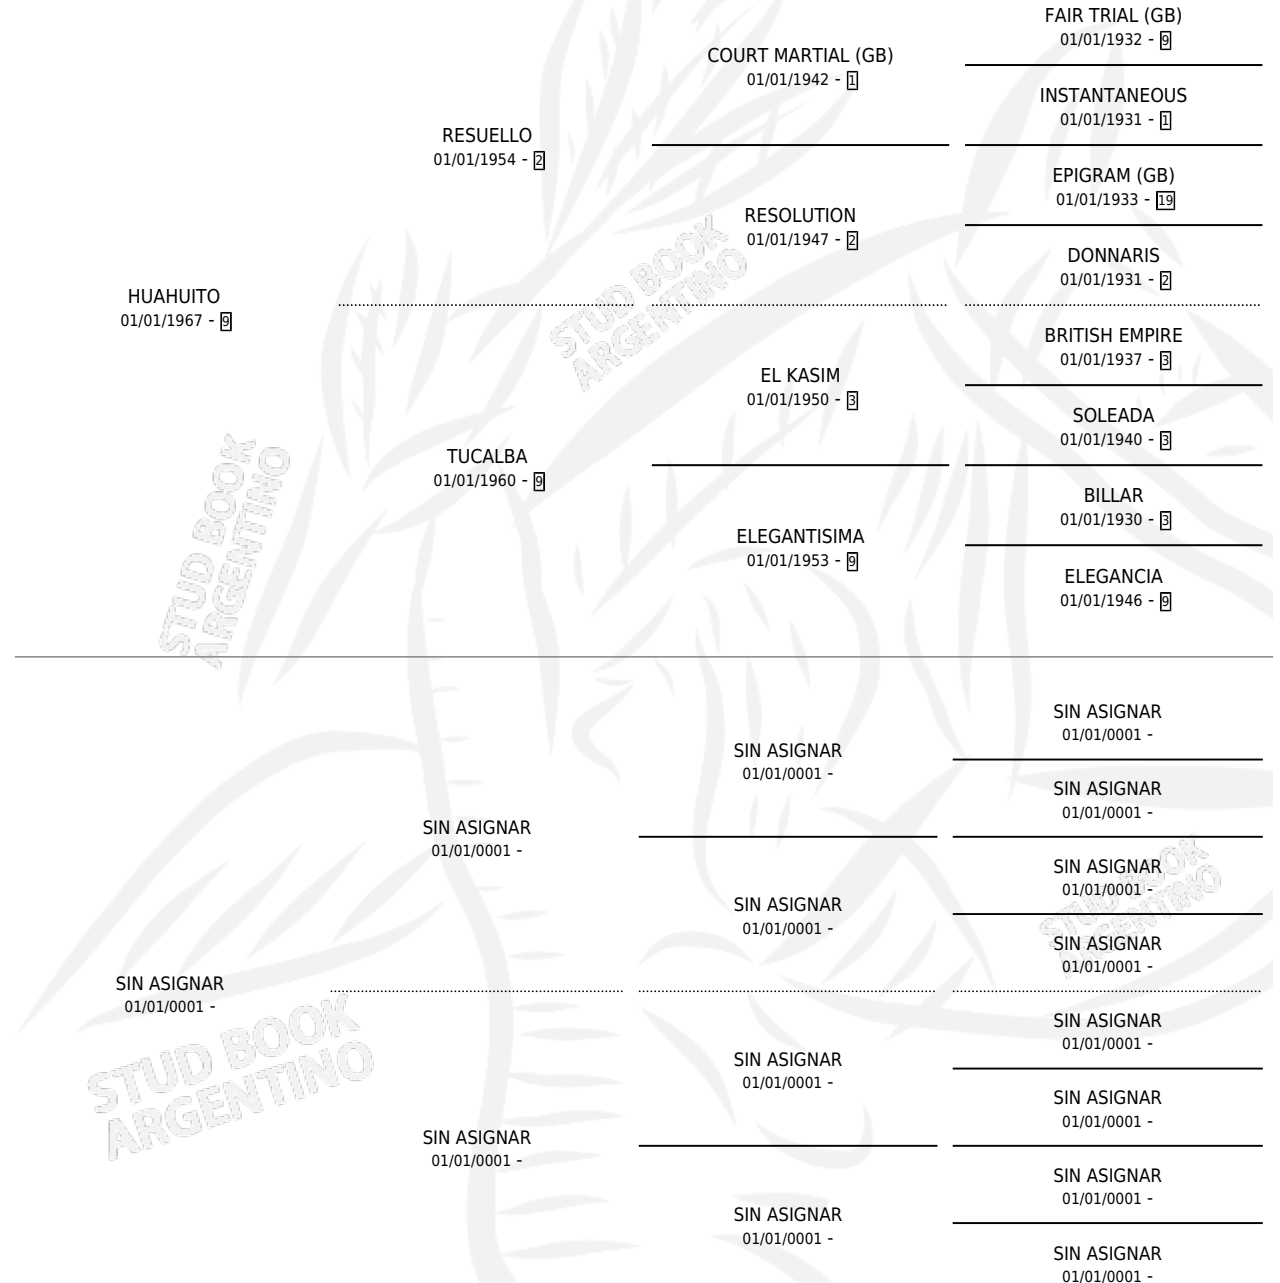 FAIR TRIAL (GB)
01/01/1932 - 9
COURT MARTIAL (GB)
01/01/1942 - 1
INSTANTANEOUS
01/01/1931 - 1
RESUELLO
01/01/1954 - 2
EPIGRAM (GB)
01/01/1933 - 19
RESOLUTION
01/01/1947 - 2
DONNARIS
01/01/1931 - 2
HUAHUITO
01/01/1967 - 9
BRITISH EMPIRE
01/01/1937 - 3
EL KASIM
01/01/1950 - 3
SOLEADA
01/01/1940 - 3
TUCALBA
01/01/1960 - 9
BILLAR
01/01/1930 - 3
ELEGANTISIMA
01/01/1953 - 9
ELEGANCIA
01/01/1946 - 9
STUD BOOK
ARGENTINO
STUD BOOK
ARGENTINO
SIN ASIGNAR
01/01/0001 -
SIN ASIGNAR
01/01/0001 -
SIN ASIGNAR
01/01/0001 -
SIN ASIGNAR
01/01/0001 -
SIN ASIGNAR
01/01/0001 -
SIN ASIGNAR
01/01/0001 -
SIN ASIGNAR
01/01/0001 -
SIN ASIGNAR
01/01/0001 -
SIN ASIGNAR
01/01/0001 -
SIN ASIGNAR
01/01/0001 -
SIN ASIGNAR
01/01/0001 -
SIN ASIGNAR
01/01/0001 -
SIN ASIGNAR
01/01/0001 -
SIN ASIGNAR
01/01/0001 -
SIN ASIGNAR
01/01/0001 -
STUD BOOK
ARGENTINO
STUD BOOK
ARGENTINO